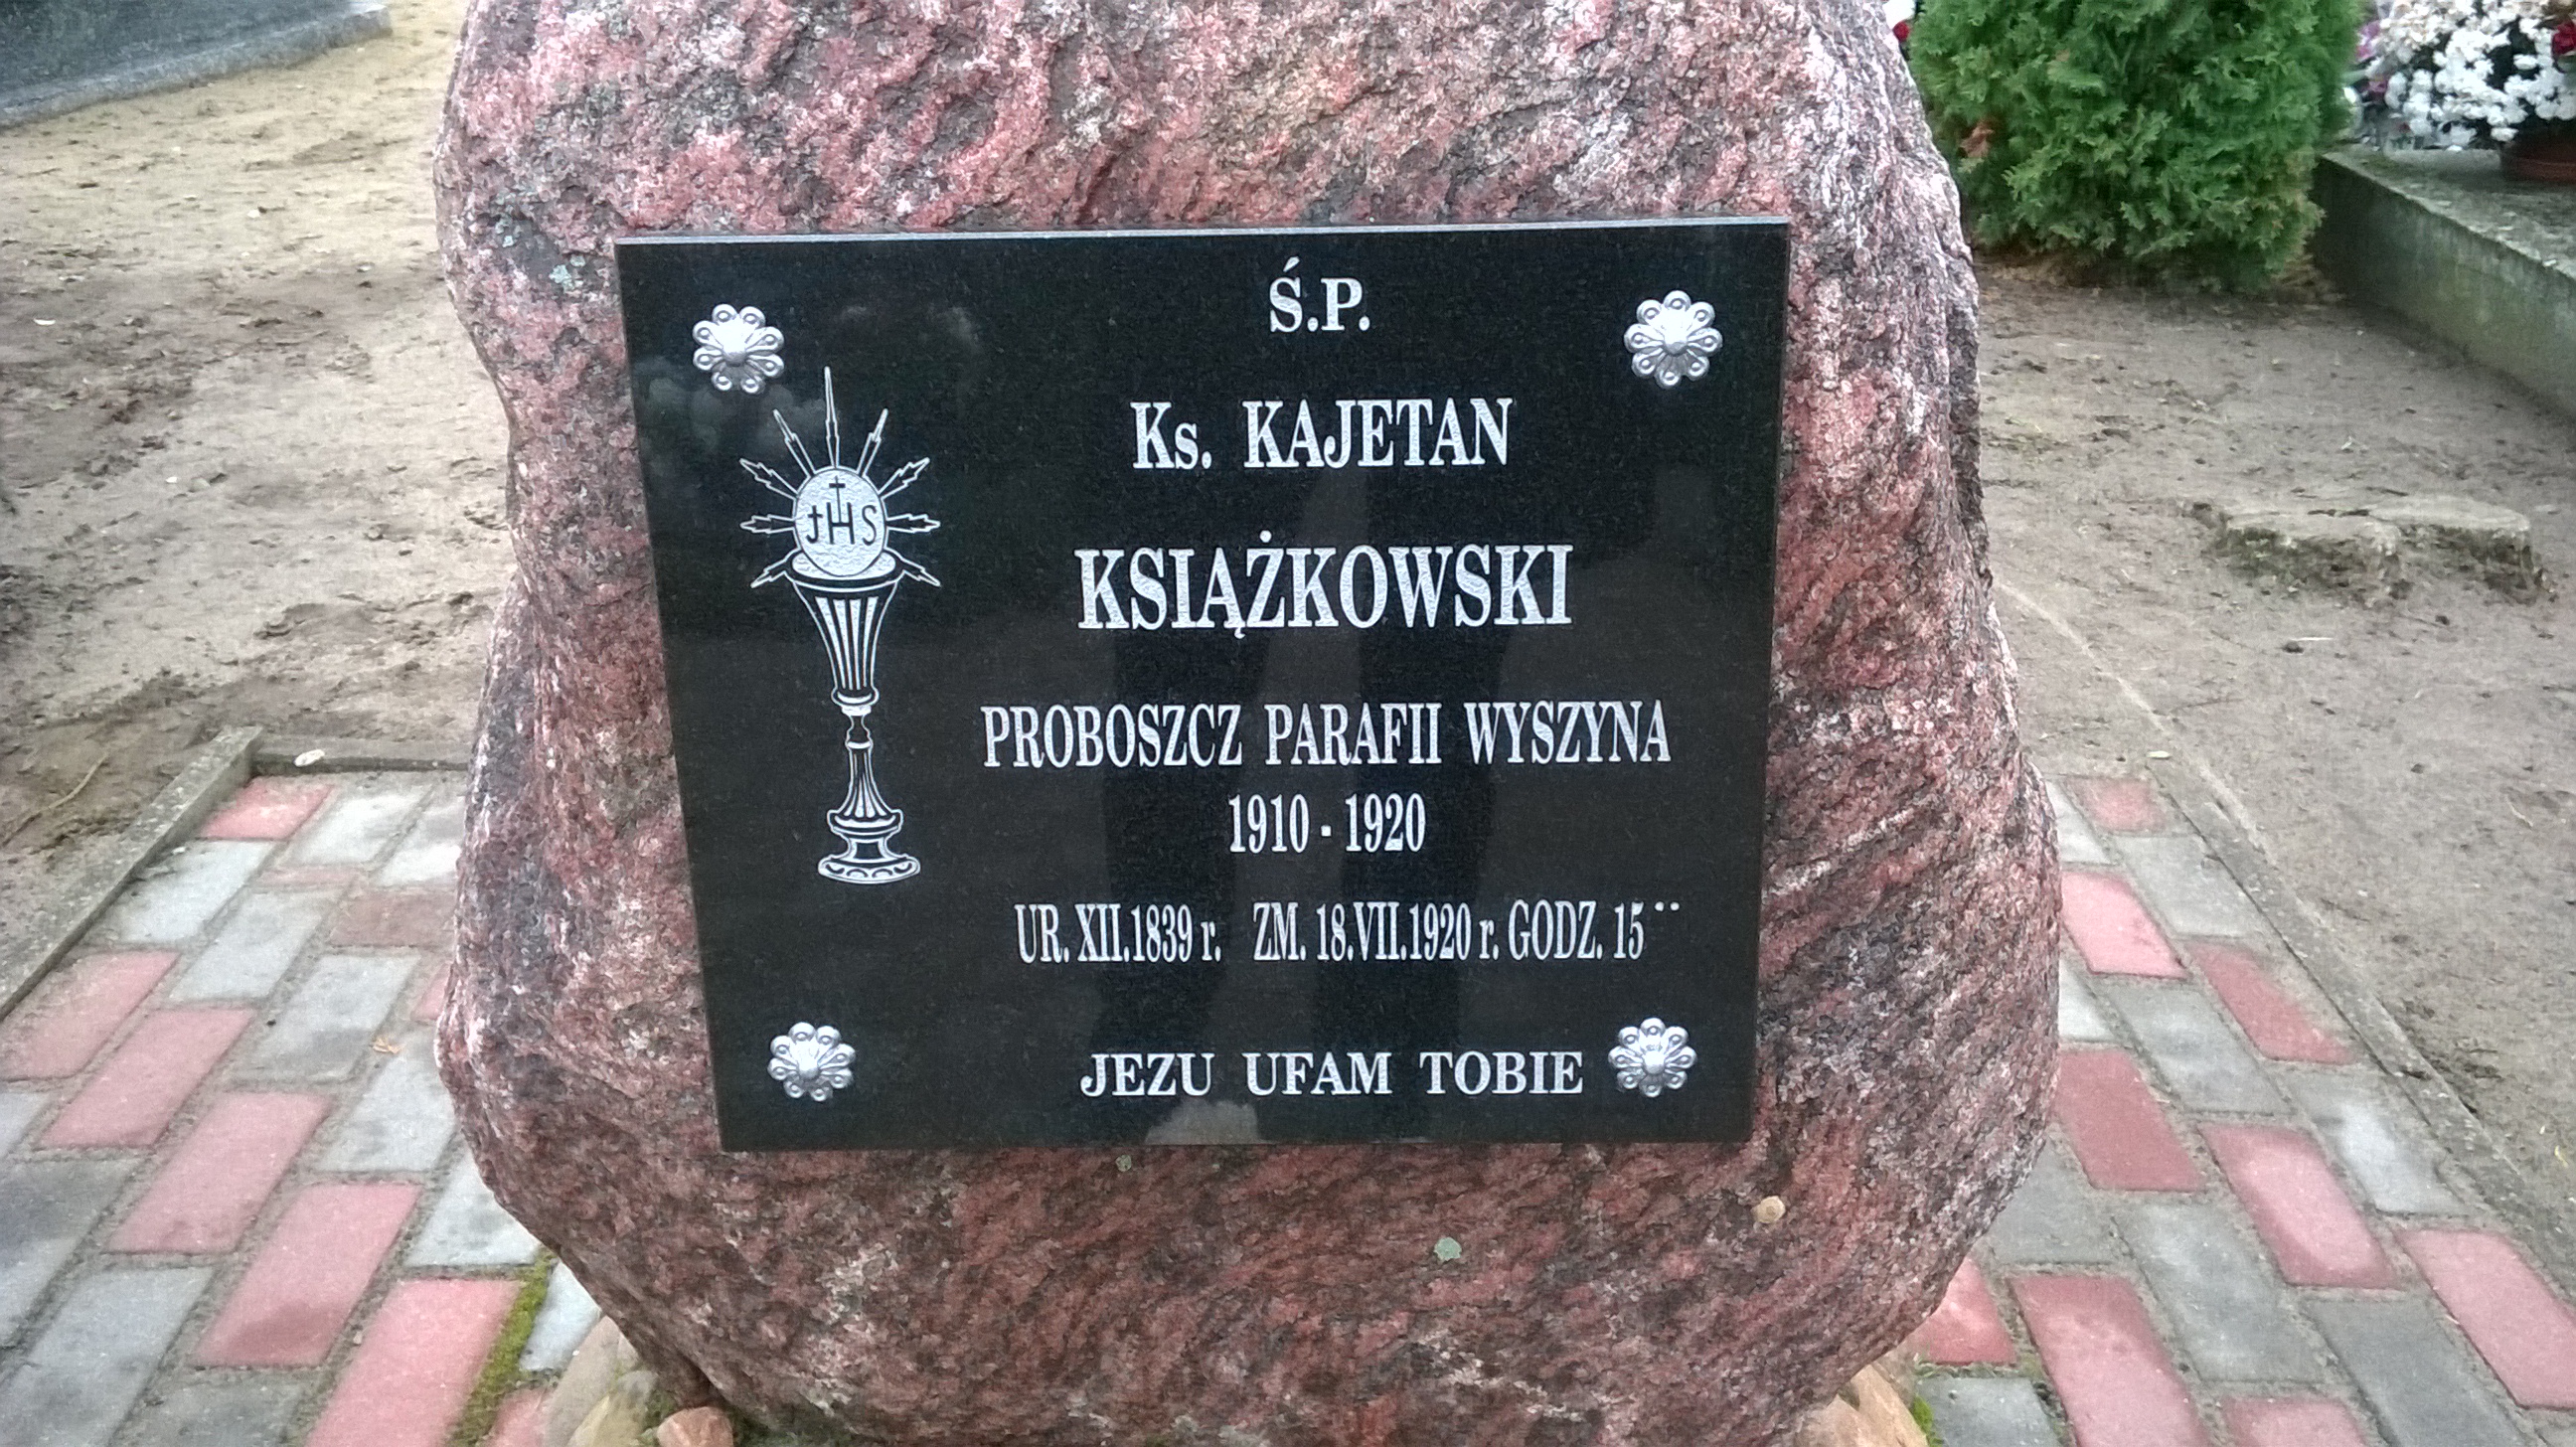 Ś.P.
Ks. KAJETAN
KSIĄŻKOWSKI
PROBOSZCZ PARAFII WYSZYNA
1910 - 1920
UR. XII.1839 r. ZM. 18.VII.1920 r. GODZ. 15¨
JEZU UFAM TOBIE
JHS